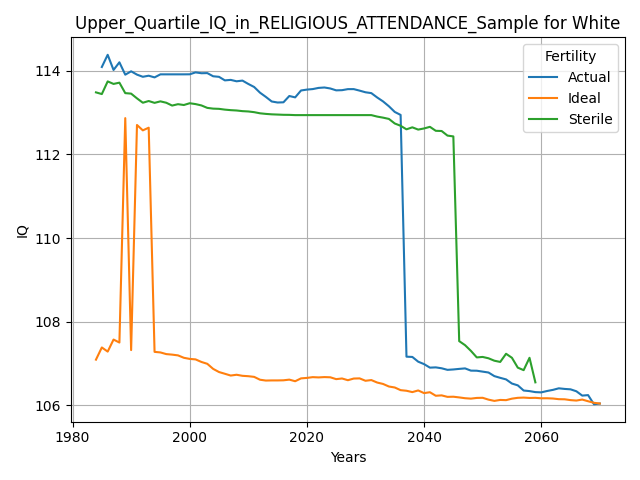 Upper_Quartile_IQ_in_RELIGIOUS_ATTENDANCE_Sample for White
Fertility
Actual
Ideal
Sterile
114
112
110
108
106
IQ
1980
2000
2020
2040
2060
Years